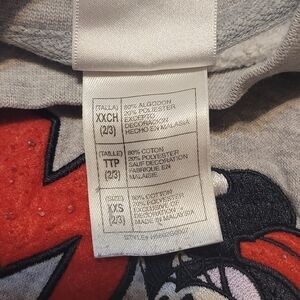 (TALLA)
XXCH
(2/3)
80% ALGODON
20% POLIESTER
EXCEPTO
DECORACION
HECHO EN MALASIA
(TAILLE)
TTP
(2/3)
80% COTON
20% POLYESTER
SAUF DECORATION
FABRIQUE EN
MALAISIE
(SIZE)
XXS
(2/3)
80% COTTON
20% POLYESTER
EXCLUSIVE OF
DECORATION
MADE IN MALAYSIA
STYLE#